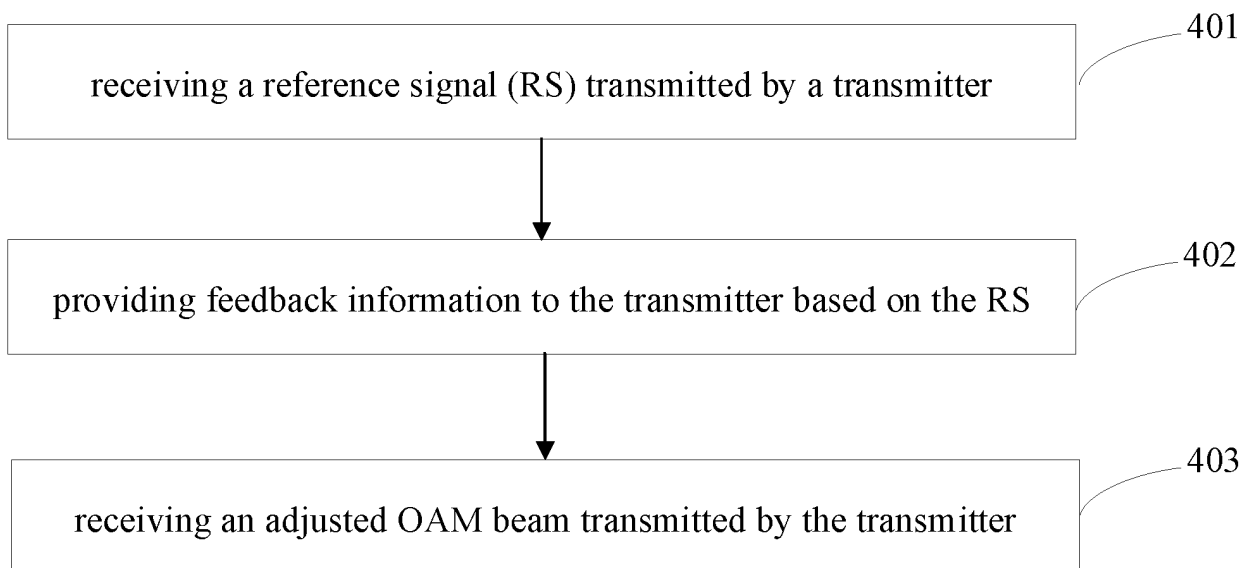 401
receiving a reference signal (RS) transmitted by a transmitter
402
providing feedback information to the transmitter based on the RS
403
receiving an adjusted OAM beam transmitted by the transmitter